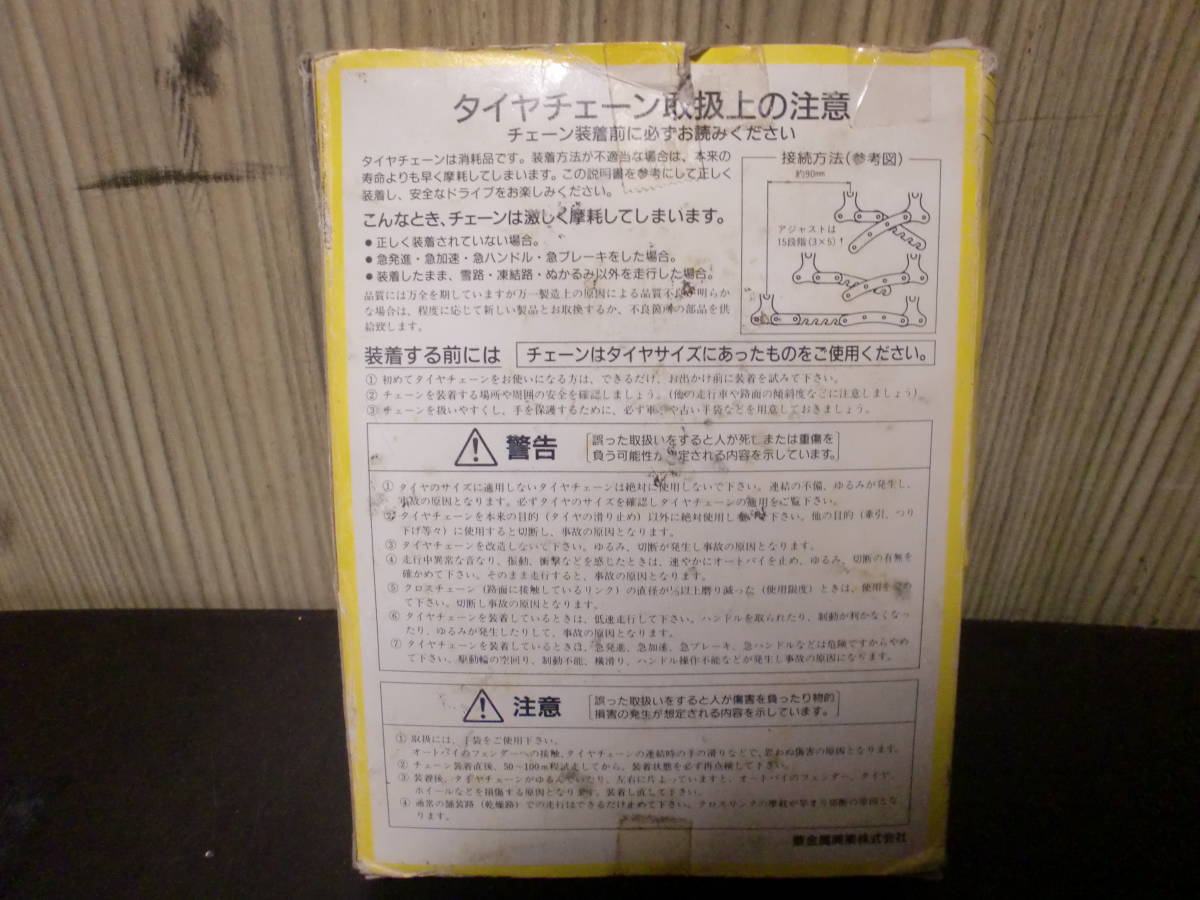 タイヤチェーン取扱上の注意
チェーン装着前に必ずお読みください
タイヤチェーンは消耗品です。装着方法が不適当な場合は、本来の
寿命よりも早く摩耗してしまいます。この説明書を参考にして正しく
装着し、安全なドライブをお楽しみください。
こんなとき、チェーンは激しく摩耗してしまいます。
●正しく装着されていない場合。
●急発進・急加速・急ハンドル・急ブレーキをした場合。
●装着したまま、雪路・凍結路・ぬかるみ以外を走行した場合。
品質には万全を期していますが万一製造上の原因による品質不良 明らか
な場合は、程度に応じて新しい製品とお取換するか、不良箇所の部品を供
給致します。
接続方法(参考図)
約90mm
アジャストは
15段階(3×5)!
装着する前には
チェーンはタイヤサイズにあったものをご使用ください。
① 初めてタイヤチェーンをお使いになる方は、できるだけ、お出かけ前に装着を試みて下さい。
② チェーンを装着する場所や周囲の安全を確認しましょう。(他の走行車や路面の傾斜度などに注意しましょう)
③ チェーンを扱いやすくし、手を保護するために、必ず軍 や古い手袋などを用意しておきましょう。
警告
誤った取扱いをすると人が死亡または重傷を
負う可能性が想定される内容を示しています。
① タイヤのサイズに適用しないタイヤチェーンは絶対に使用しないで下さい。連結の不備、ゆるみが発生し、
事故の原因となります。必ずタイヤのサイズを確認しタイヤチェーンの適用をご覧下さい。
② タイヤチェーンを本来の目的(タイヤの滑り止め)以外に絶対使用し 下さい。他の目的(牽引、つり
下げ等々)に使用すると切断し、事故の原因となります。
③ タイヤチェーンを改造しないで下さい。ゆるみ、切断が発生し事故の原因となります。
④ 走行中異常な音なり、振動、衝撃などを感じたときは、速やかにオートバイを止め、ゆるみ、切断の有無を
確かめて下さい。そのまま走行すると、事故の原因となります。
⑤ クロスチェーン(路面に接触しているリンク)の直径が 以上磨り減った(使用限度)ときは、使用を め
て下さい。切断し事故の原因となります。
⑥ タイヤチェーンを装着しているときは、低速走行して下さい。ハンドルを取られたり、制動が利かなくなっ
たり、ゆるみが発生したりして、事故の原因となります。
⑦ タイヤチェーンを装着しているときは、急発進、急加速、急ブレーキ、急ハンドルなどは危険ですからやめ
て下さい。駆動輪の空回り、制動不能、横滑り、ハンドル操作不能などが発生し事故の原因になります。
注意
誤った取扱いをすると人が傷害を負ったり物的
損害の発生が想定される内容を示しています。
① 取扱には、手袋をご使用下さい。
オートバイのフェンダーへの接触、タイヤチェーンの連結時の手の滑りなどで、思わぬ傷害の原因となります。
② チェーン装着直後、50～100m程試走してから、装着状態を必ず再点検して下さい。
③ 装着後、タイヤチェーンがゆるんでいたり、左右に片よっていますと、オートバイのフェンダー、タイヤ、
ホイールなどを損傷する原因となります。装着し直して下さい。
④ 通常の舗装路(乾燥路)での走行はできるだけ止めて下さい。クロスリンクの摩耗が早まり切断の原因とな
ります。
金属興業株式会社